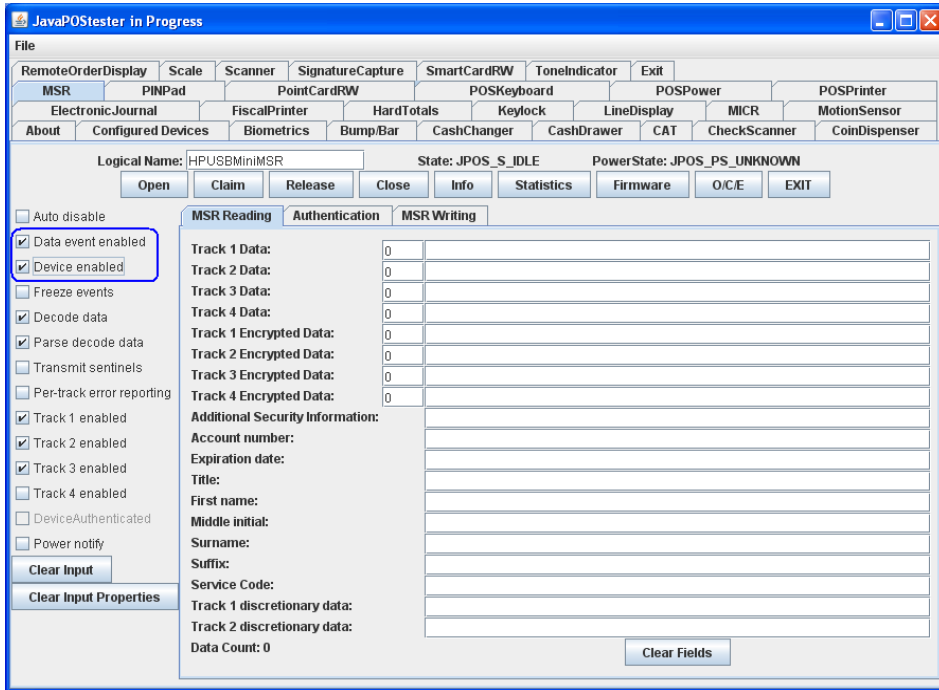 JavaPOStester in Progress
File
RemoteOrderDisplay Scale Scanner SignatureCapture SmartCardRW ToneIndicator Exit
MSR PINPad PointCardRW POSKeyboard POSPower POSPrinter
ElectronicJournal FiscalPrinter HardTotals Keylock LineDisplay MICR MotionSensor
About Configured Devices Biometrics Bump/Bar CashChanger CashDrawer CAT CheckScanner CoinDispenser
Logical Name: HPUSBMiniMSR State: JPOS_S_IDLE PowerState: JPOS_PS_UNKNOWN
Open Claim Release Close Info Statistics Firmware O/C/E EXIT
Auto disable
Data event enabled
Device enabled
Freeze events
Decode data
Parse decode data
Transmit sentinels
Per-track error reporting
Track 1 enabled
Track 2 enabled
Track 3 enabled
Track 4 enabled
DeviceAuthenticated
Power notify
Clear Input
Clear Input Properties
MSR Reading Authentication MSR Writing
Track 1 Data: 0
Track 2 Data: 0
Track 3 Data: 0
Track 4 Data: 0
Track 1 Encrypted Data: 0
Track 2 Encrypted Data: 0
Track 3 Encrypted Data: 0
Track 4 Encrypted Data: 0
Additional Security Information:
Account number:
Expiration date:
Title:
First name:
Middle initial:
Surname:
Suffix:
Service Code:
Track 1 discretionary data:
Track 2 discretionary data:
Data Count: 0
Clear Fields